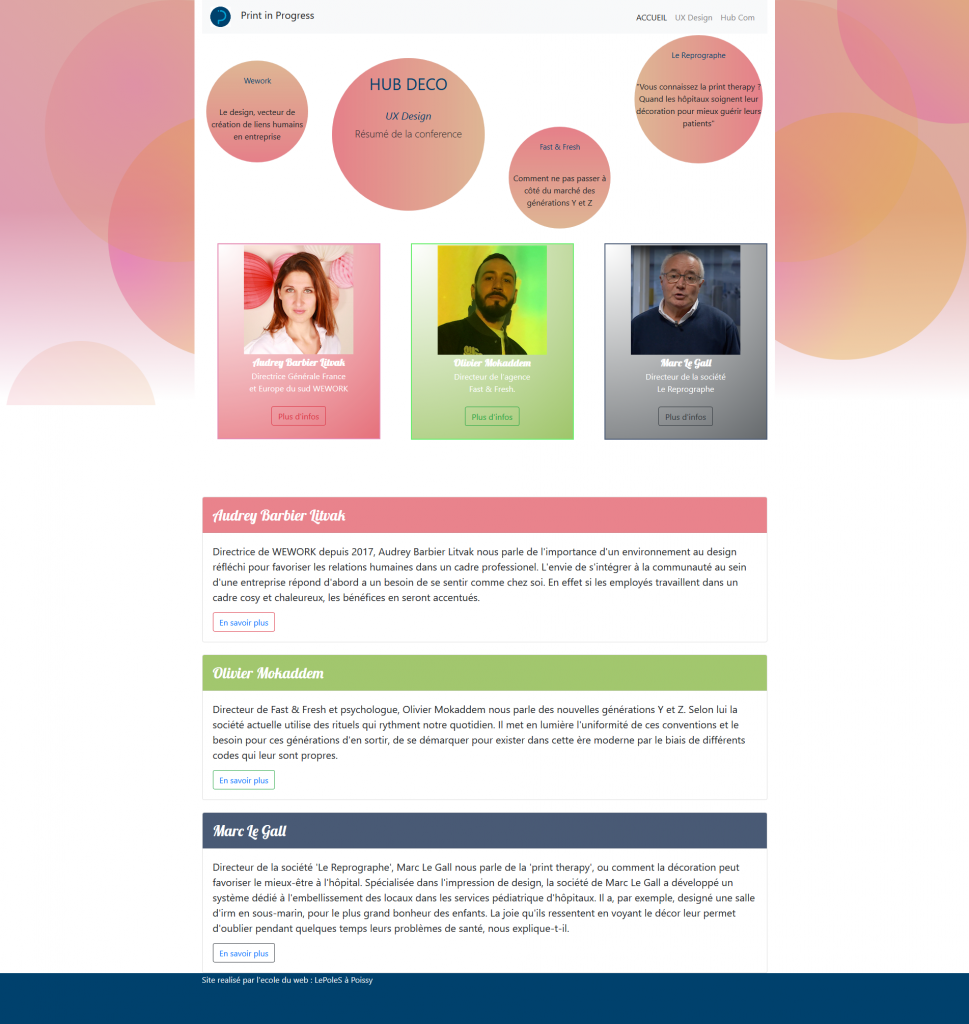 Print in Progress
ACCUEIL UX Design Hub Com
Wework
Le design, vecteur de
création de liens humains
en entreprise
HUB DECO
UX Design
Résumé de la conference
Fast & Fresh
Comment ne pas passer à
côté du marché des
générations Y et Z
Le Reprographe
"Vous connaissez la print therapy ?
Quand les hôpitaux soignent leur
décoration pour mieux guérir leurs
patients"
Audrey Barbier Litvak
Directrice Générale France
et Europe du sud WEWORK
Plus d'infos
Olivier Mokaddem
Directeur de l'agence
Fast & Fresh.
Plus d'infos
Marc Le Gall
Directeur de la société
Le Reprographe
Plus d'infos
Audrey Barbier Litvak
Directrice de WEWORK depuis 2017, Audrey Barbier Litvak nous parle de l'importance d'un environnement au design
réfléchi pour favoriser les relations humaines dans un cadre professionel. L'envie de s'intégrer à la communauté au sein
d'une entreprise répond d'abord a un besoin de se sentir comme chez soi. En effet si les employés travaillent dans un
cadre cosy et chaleureux, les bénéfices en seront accentués.
En savoir plus
Olivier Mokaddem
Directeur de Fast & Fresh et psychologue, Olivier Mokaddem nous parle des nouvelles générations Y et Z. Selon lui la
société actuelle utilise des rituels qui rythment notre quotidien. Il met en lumière l'uniformité de ces conventions et le
besoin pour ces générations d'en sortir, de se démarquer pour exister dans cette ère moderne par le biais de différents
codes qui leur sont propres.
En savoir plus
Marc Le Gall
Directeur de la société 'Le Reprographe', Marc Le Gall nous parle de la 'print therapy', ou comment la décoration peut
favoriser le mieux-être à l'hôpital. Spécialisée dans l'impression de design, la société de Marc Le Gall a développé un
système dédié à l'embellissement des locaux dans les services pédiatrique d'hôpitaux. Il a, par exemple, designé une salle
d'irm en sous-marin, pour le plus grand bonheur des enfants. La joie qu'ils ressentent en voyant le décor leur permet
d'oublier pendant quelques temps leurs problèmes de santé, nous explique-t-il.
En savoir plus
Site realisé par l'ecole du web : LePoleS à Poissy